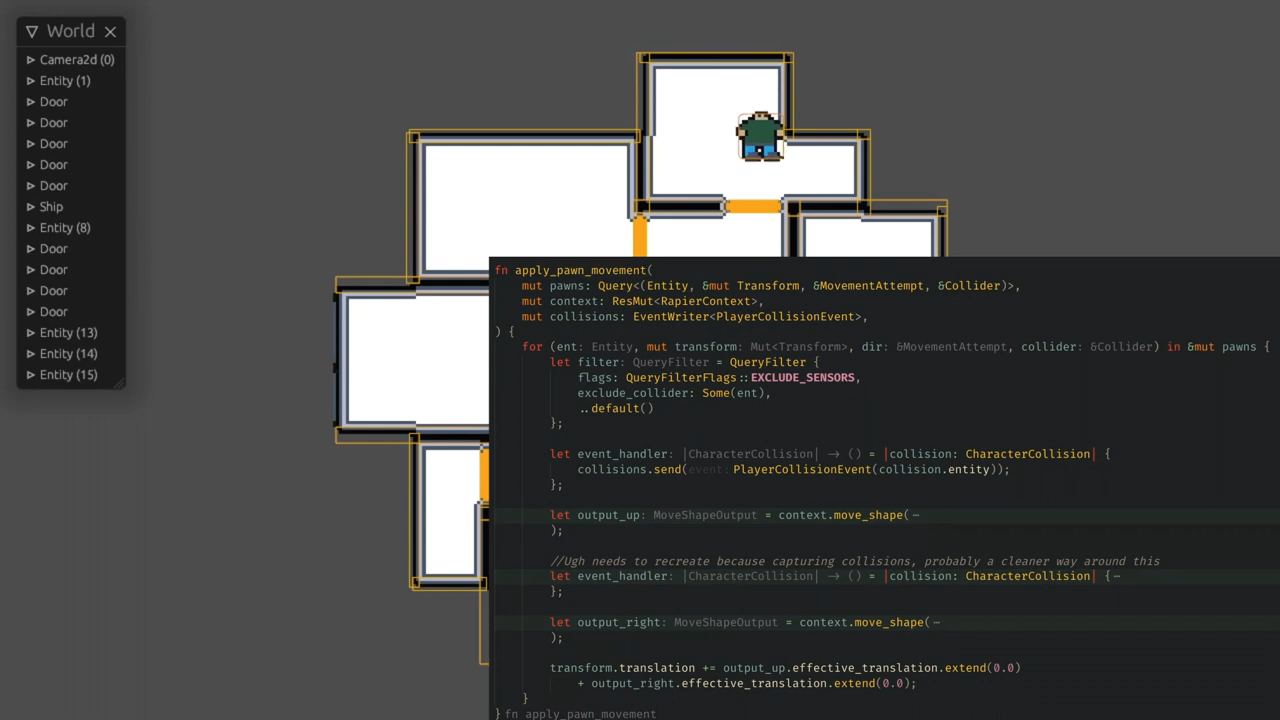 World
Camera2d (0)
Entity (1)
Door
Door
Door
Door
Door
Ship
Entity (8)
Door
Door
Door
Door
Entity (13)
Entity (14)
Entity (15)
fn apply_pawn_movement(
    mut pawns: Query<(Entity, &mut Transform, &MovementAttempt, &Collider)>,
    mut context: ResMut<RapierContext>,
    mut collisions: EventWriter<PlayerCollisionEvent>,
) {
    for (ent: Entity, mut transform: Mut<Transform>, dir: &MovementAttempt, collider: &Collider) in &mut pawns {
        let filter: QueryFilter = QueryFilter {
            flags: QueryFilterFlags::EXCLUDE_SENSORS,
            exclude_collider: Some(ent),
            ..default()
        };
        let event_handler: |CharacterCollision| -> () = |collision: CharacterCollision| {
            collisions.send(event: PlayerCollisionEvent(collision.entity));
        };
        let output_up: MoveShapeOutput = context.move_shape(⋯
        );
        //Ugh needs to recreate because capturing collisions, probably a cleaner way around this
        let event_handler: |CharacterCollision| -> () = |collision: CharacterCollision| {⋯
        };
        let output_right: MoveShapeOutput = context.move_shape(⋯
        );
        transform.translation += output_up.effective_translation.extend(0.0)
            + output_right.effective_translation.extend(0.0);
    }
} fn apply_pawn_movement